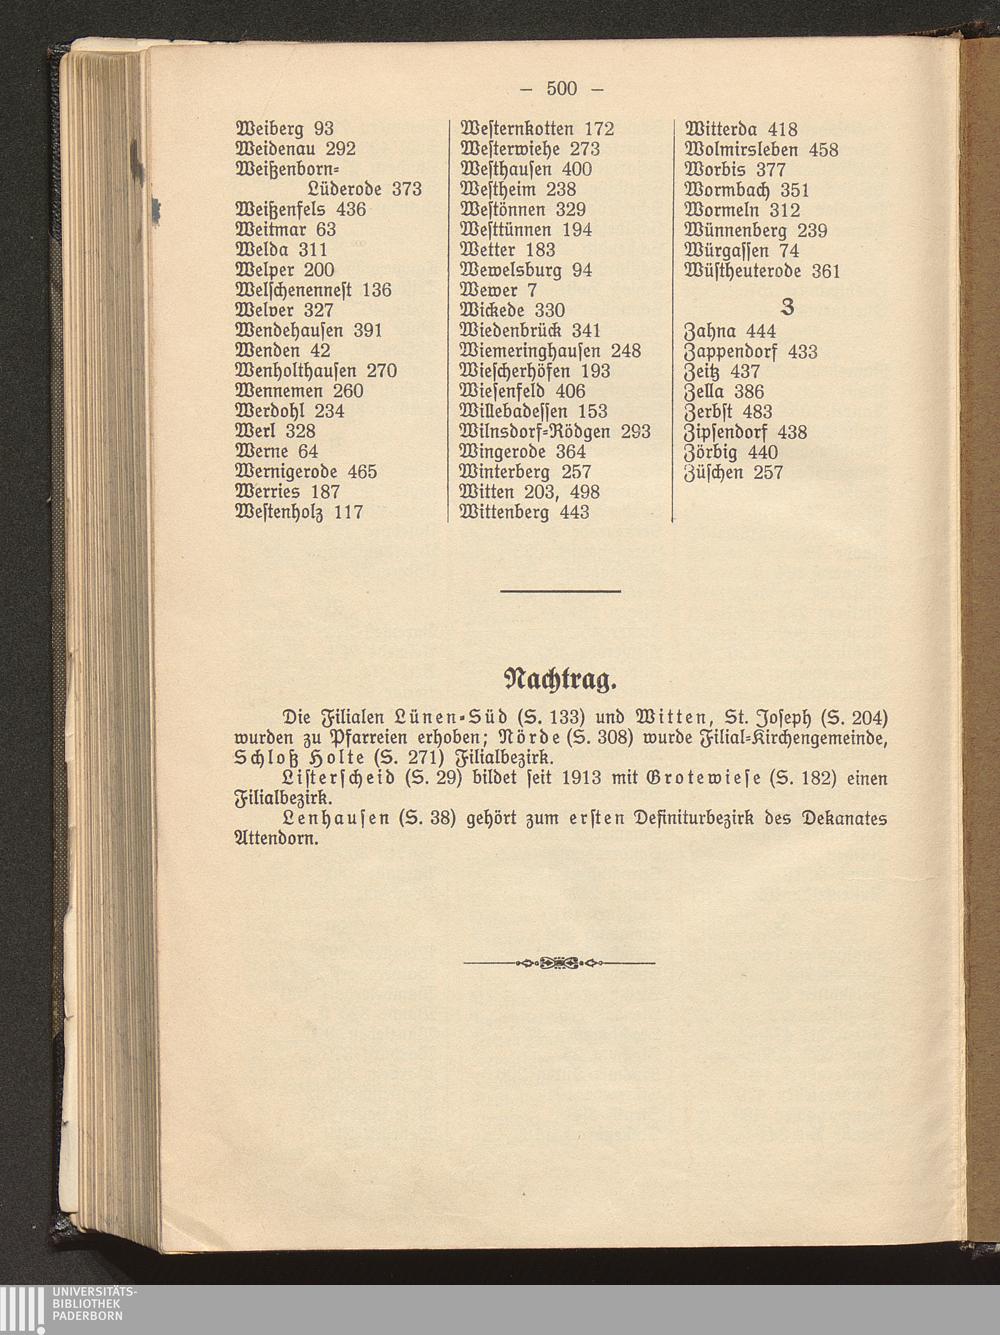 – 500 –
Weiberg 93
Weidenau 292
Weißenborn=
Lüderode 373
Weißenfels 436
Weitmar 63
Welda 311
Welper 200
Welschenennest 136
Welver 327
Wendehausen 391
Wenden 42
Wenholthausen 270
Wennemen 260
Werdohl 234
Werl 328
Werne 64
Wernigerode 465
Werries 187
Westenholz 117
Westernkotten 172
Westerwiehe 273
Westhausen 400
Westheim 238
Westönnen 329
Westtünnen 194
Wetter 183
Wewelsburg 94
Wewer 7
Wickede 330
Wiedenbrück 341
Wiemeringhausen 248
Wiescherhöfen 193
Wiesenfeld 406
Willebadessen 153
Wilnsdorf=Rödgen 293
Wingerode 364
Winterberg 257
Witten 203, 498
Wittenberg 443
Witterda 418
Wolmirsleben 458
Worbis 377
Wormbach 351
Wormeln 312
Wünnenberg 239
Würgassen 74
Wüstheuterode 361
Z
Zahna 444
Zappendorf 433
Zeitz 437
Zella 386
Zerbst 483
Zipsendorf 438
Zörbig 440
Züschen 257
Nachtrag.
Die Filialen Lünen=Süd (S. 133) und Witten, St. Joseph (S. 204)
wurden zu Pfarreien erhoben; Nörde (S. 308) wurde Filial=Kirchengemeinde,
Schloß Holte (S. 271) Filialbezirk.
Listerscheid (S. 29) bildet seit 1913 mit Grotewiese (S. 182) einen
Filialbezirk.
Lenhausen (S. 38) gehört zum ersten Definiturbezirk des Dekanates
Attendorn.
UNIVERSITÄTS-
BIBLIOTHEK
PADERBORN